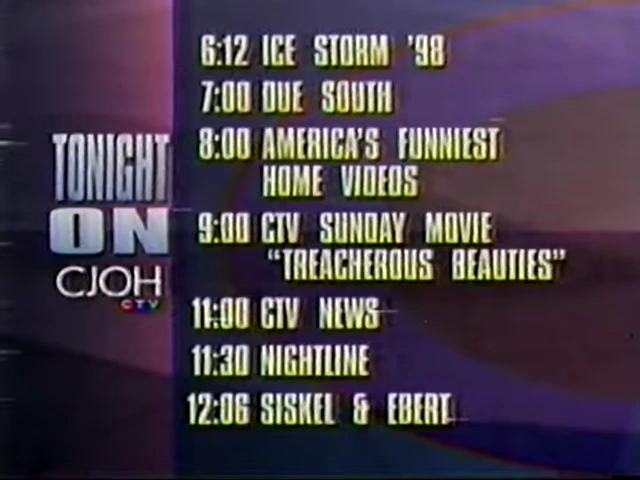 TONIGHT
ON
CJOH
CTV
6:12 ICE STORM '98
7:00 DUE SOUTH
8:00 AMERICA'S FUNNIEST
HOME VIDEOS
9:00 CTV SUNDAY MOVIE
"TREACHEROUS BEAUTIES"
11:00 CTV NEWS
11:30 NIGHTLINE
12:06 SISKEL & EBERT